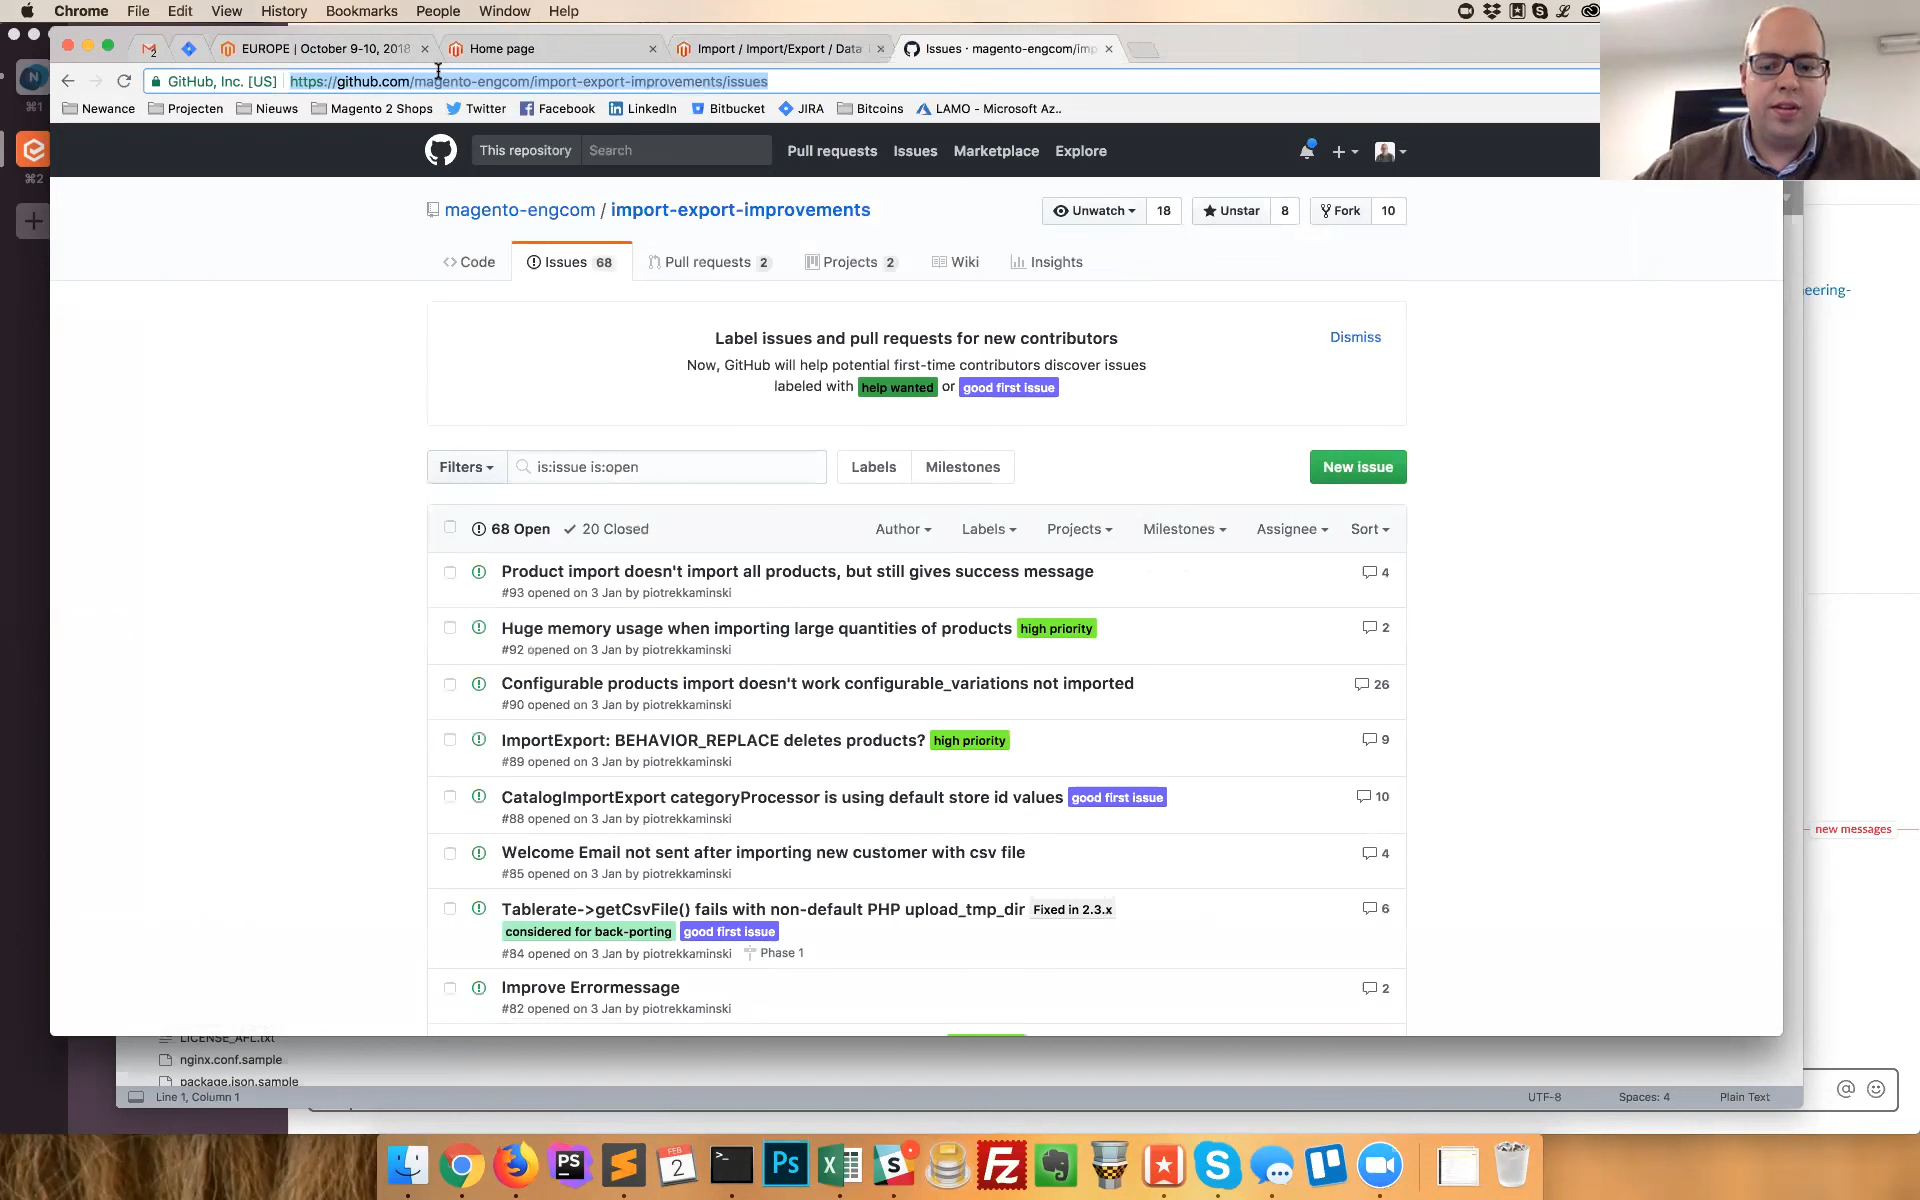 Chrome File Edit View History Bookmarks People Window Help
EUROPE | October 9-10, 2018
Home page
Import / Import/Export / Data
Issues · magento-engcom/imp
GitHub, Inc. [US] https://github.com/magento-engcom/import-export-improvements/issues
Newance Projecten Nieuws Magento 2 Shops Twitter Facebook LinkedIn Bitbucket JIRA Bitcoins LAMO - Microsoft Az..
⌘1
⌘2
This repository Search Pull requests Issues Marketplace Explore
magento-engcom / import-export-improvements
Unwatch 18 Unstar 8 Fork 10
Code Issues 68 Pull requests 2 Projects 2 Wiki Insights
eering-
Label issues and pull requests for new contributors
Dismiss
Now, GitHub will help potential first-time contributors discover issues
labeled with help wanted or good first issue
Filters is:issue is:open Labels Milestones New issue
68 Open 20 Closed Author Labels Projects Milestones Assignee Sort
Product import doesn't import all products, but still gives success message 4
#93 opened on 3 Jan by piotrekkaminski
Huge memory usage when importing large quantities of products high priority 2
#92 opened on 3 Jan by piotrekkaminski
Configurable products import doesn't work configurable_variations not imported 26
#90 opened on 3 Jan by piotrekkaminski
ImportExport: BEHAVIOR_REPLACE deletes products? high priority 9
#89 opened on 3 Jan by piotrekkaminski
CatalogImportExport categoryProcessor is using default store id values good first issue 10
#88 opened on 3 Jan by piotrekkaminski
new messages
Welcome Email not sent after importing new customer with csv file 4
#85 opened on 3 Jan by piotrekkaminski
Tablerate->getCsvFile() fails with non-default PHP upload_tmp_dir Fixed in 2.3.x 6
considered for back-porting good first issue
#84 opened on 3 Jan by piotrekkaminski Phase 1
Improve Errormessage 2
#82 opened on 3 Jan by piotrekkaminski
LICENSE_AFL.txt
nginx.conf.sample
package.json.sample
Line 1, Column 1 UTF-8 Spaces: 4 Plain Text
PS
FEB
2
Ps
Fz